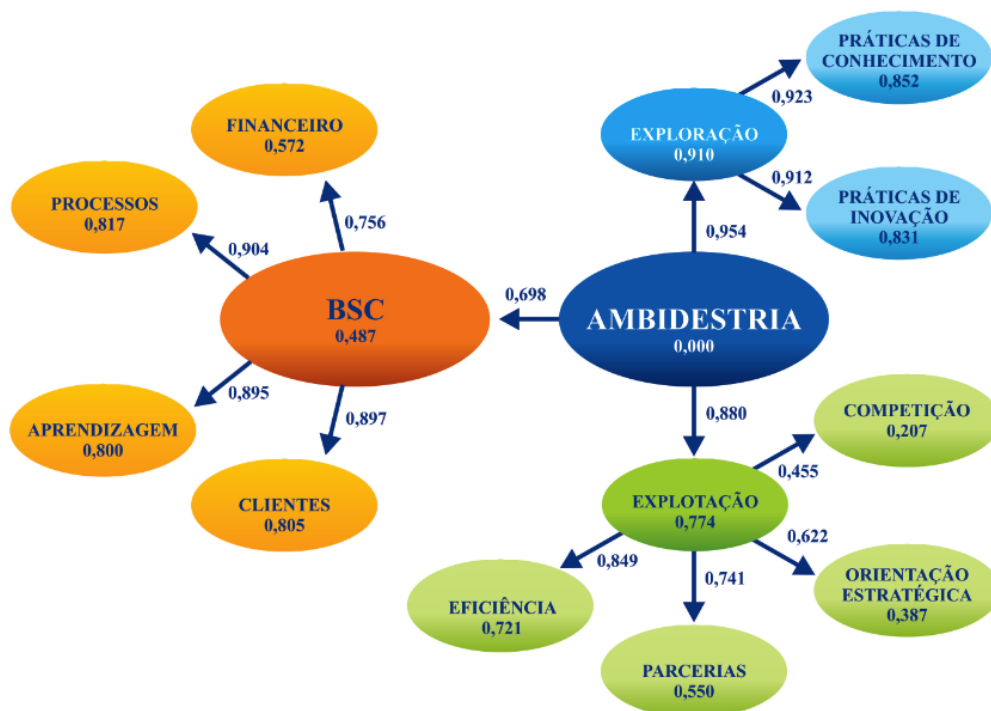 PRÁTICAS DE
CONHECIMENTO
0,852
0,923
EXPLORAÇÃO
0,910
0,912
PRÁTICAS DE
INOVAÇÃO
0,831
0,954
FINANCEIRO
0,572
0,756
PROCESSOS
0,817
0,904
BSC
0,487
0,698
AMBIDESTRIA
0,000
0,895
APRENDIZAGEM
0,800
0,897
CLIENTES
0,805
0,880
COMPETIÇÃO
0,207
0,455
EXPLOTAÇÃO
0,774
0,622
ORIENTAÇÃO
ESTRATÉGICA
0,387
0,849
EFICIÊNCIA
0,721
0,741
PARCERIAS
0,550